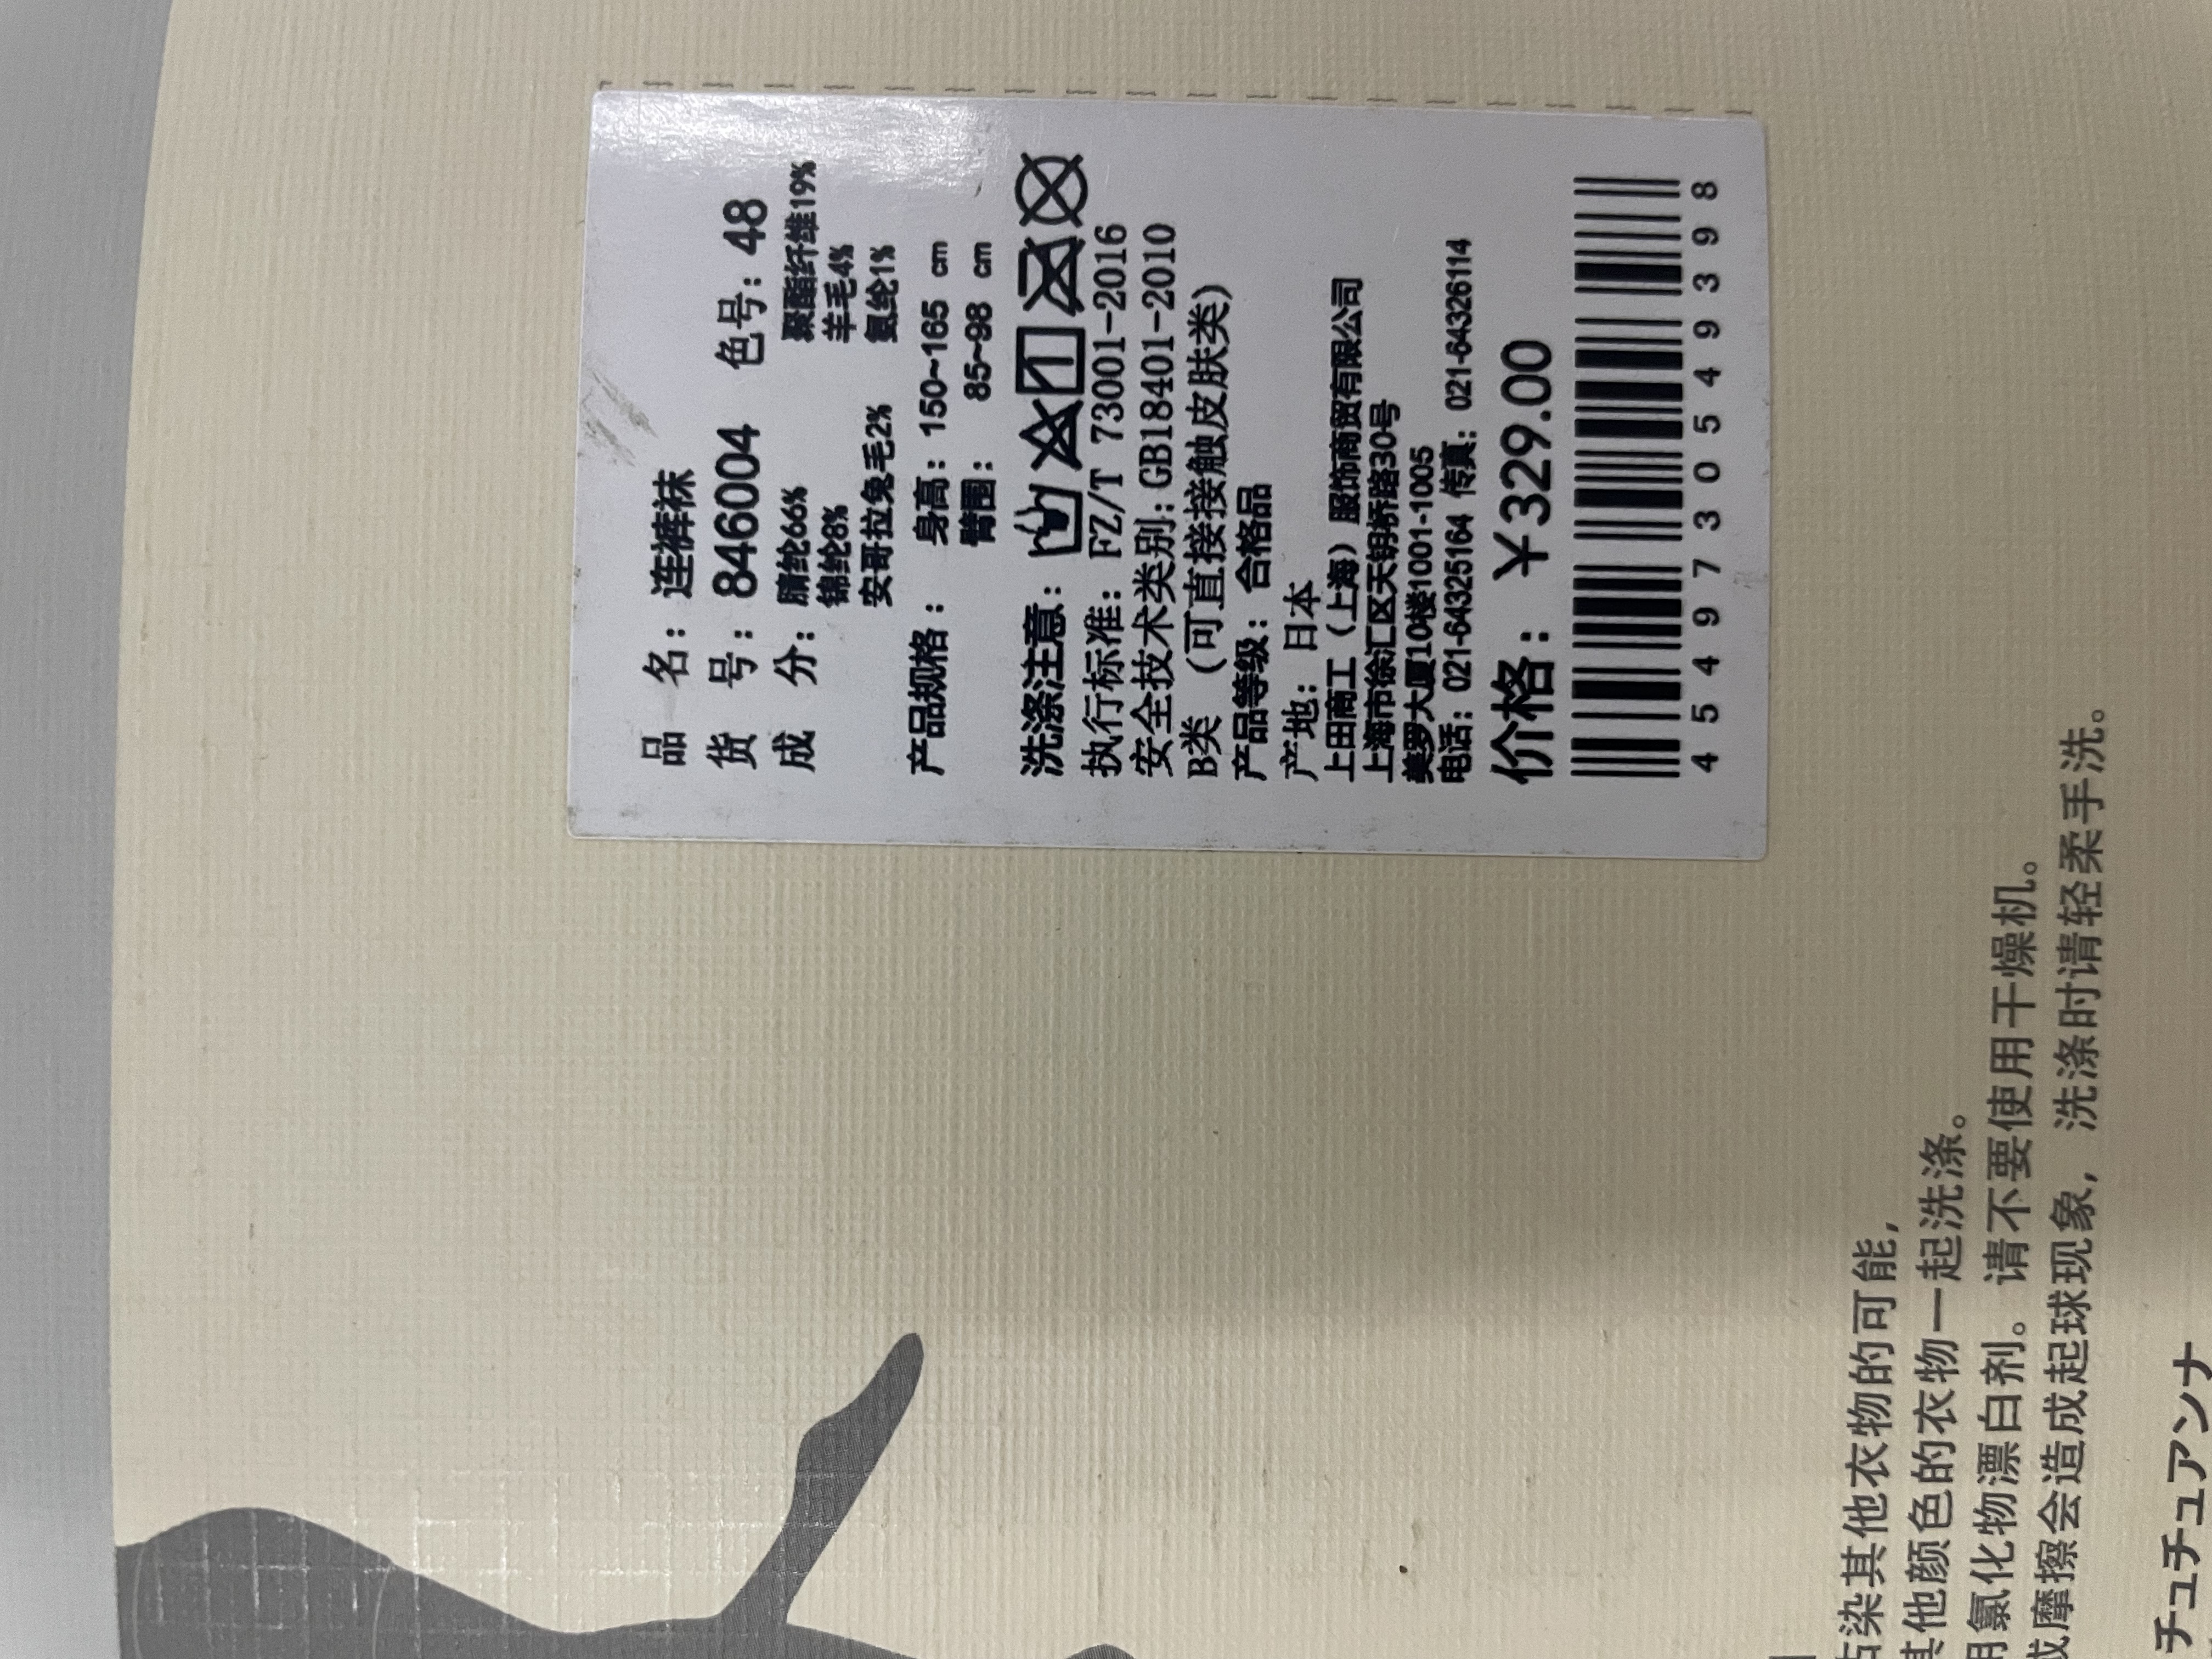 品 名： 连裤袜
货 号： 846004 色号: 48
成 分： 腈纶66% 聚酯纤维19%
锦纶8% 羊毛4%
安哥拉兔毛2% 氨纶1%
产品规格： 身高：150~165 cm
臀围： 85~98 cm
洗涤注意：
执行标准： FZ/T 73001-2016
安全技术类别: GB18401-2010
B类 （可直接接触皮肤类）
产品等级： 合格品
产地： 日本
上田商工（上海）服饰商贸有限公司
上海市徐汇区天钥桥路30号
美罗大厦10楼1001-1005
电话： 021-64325164 传真： 021-64326114
价格： ￥329.00
4 5 4 9 7 3 0 5 4 9 3 9 8
沾染其他衣物的可能，
其他颜色的衣物一起洗涤。
用氯化物漂白剂。请不要使用干燥机。
或摩擦会造成起球现象，洗涤时请轻柔手洗。
チュチュアンナ